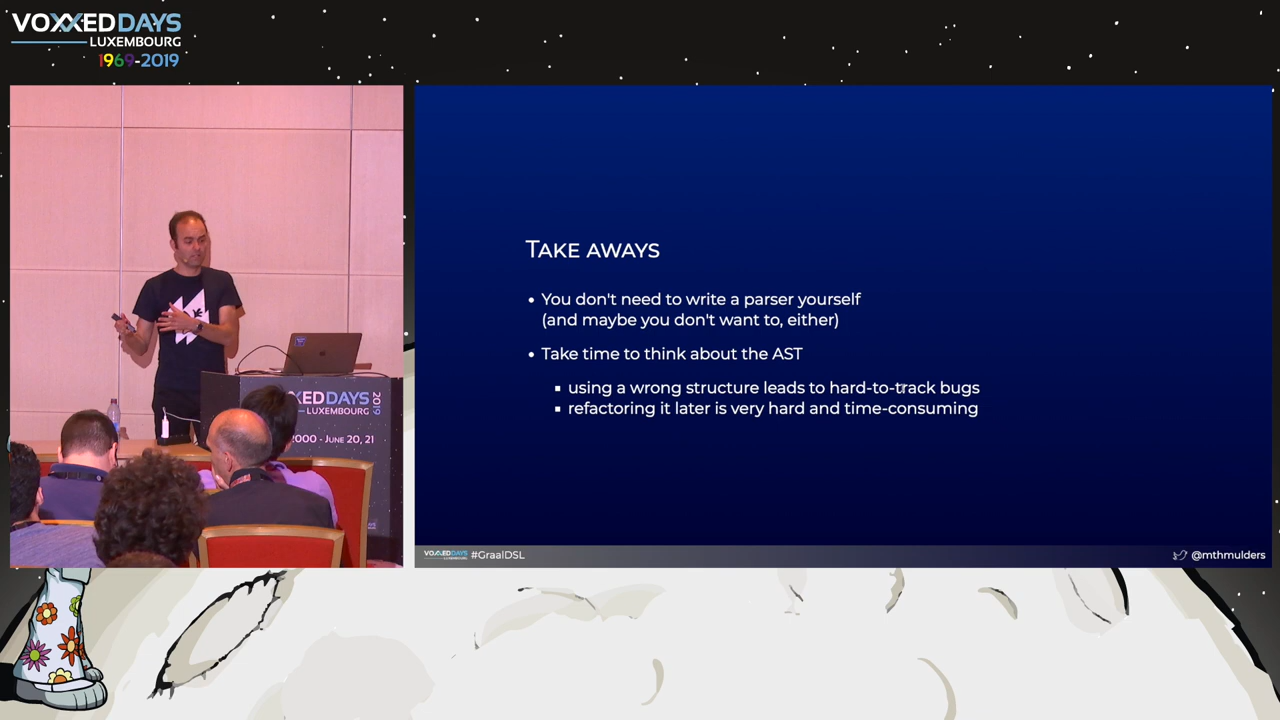 VOXXEDDAYS
LUXEMBOURG
1969-2019
TAKE AWAYS
• You don't need to write a parser yourself
(and maybe you don't want to, either)
• Take time to think about the AST
▪ using a wrong structure leads to hard-to-track bugs
▪ refactoring it later is very hard and time-consuming
XEDDAYS
LUXEMBOURG
2019
2000 - JUNE 20, 21
VOXXEDDAYS
#GraalDSL
@mthmulders